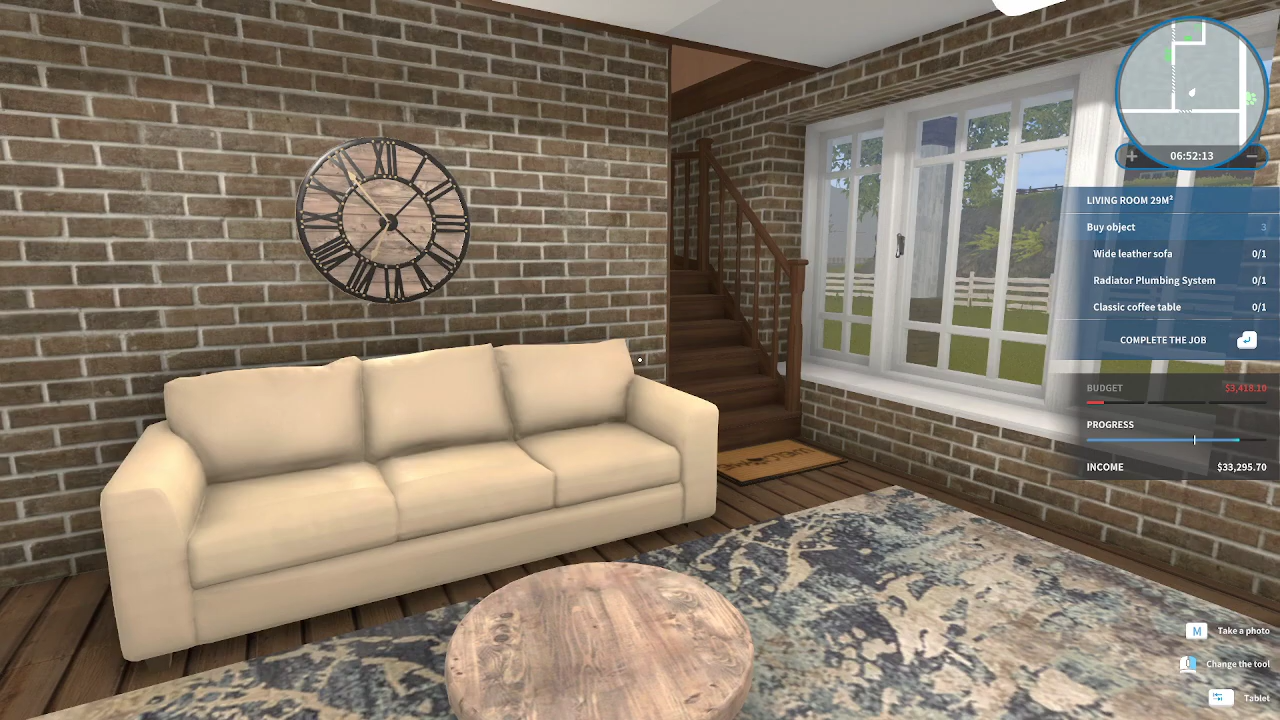 06:52:13
LIVING ROOM 29M²
Buy object 3
Wide leather sofa 0/1
Radiator Plumbing System 0/1
Classic coffee table 0/1
COMPLETE THE JOB
BUDGET $3,418.10
PROGRESS
INCOME $33,295.70
WELCOME
M Take a photo
Change the tool
Tablet